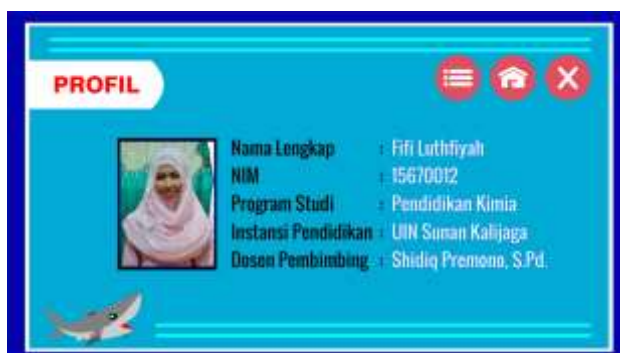 PROFIL
Nama Lengkap : Fifi Luthfiyah
NIM : 15670012
Program Studi : Pendidikan Kimia
Instansi Pendidikan : UIN Sunan Kalijaga
Dosen Pembimbing : Shidiq Premono, S.Pd.